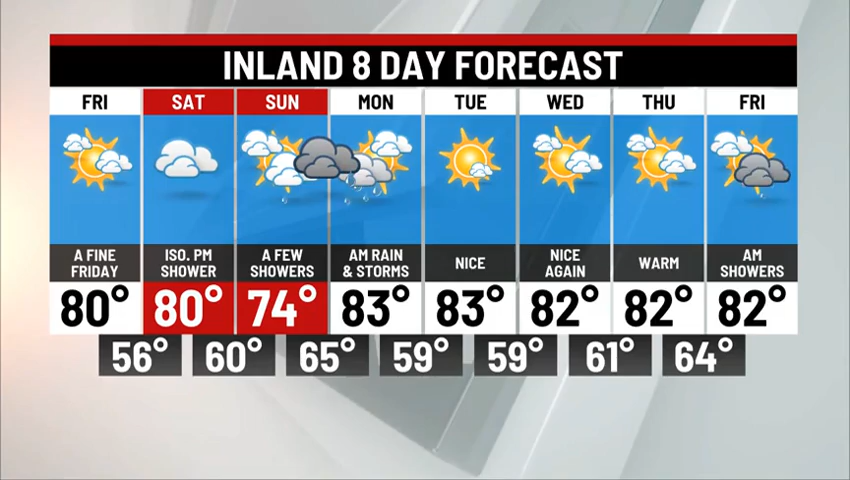 INLAND 8 DAY FORECAST
FRI SAT SUN MON TUE WED THU FRI
A FINE
FRIDAY
ISO. PM
SHOWER
A FEW
SHOWERS
AM RAIN
& STORMS
NICE
NICE
AGAIN
WARM
AM
SHOWERS
80° 80° 74° 83° 83° 82° 82° 82°
56° 60° 65° 59° 59° 61° 64°